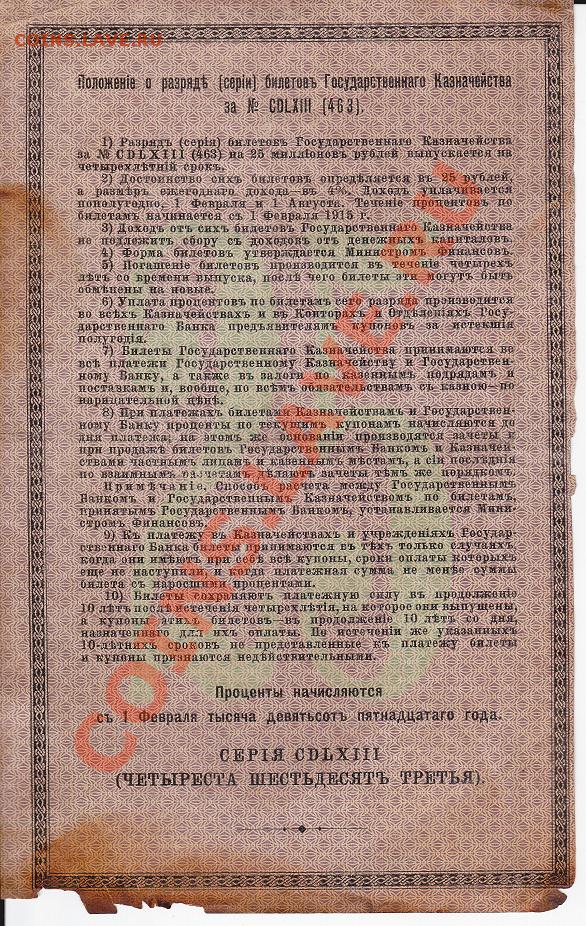 COINS.LAVE.RU
Положеніе о разрядѣ (серіи) билетовъ Государственнаго Казначейства
за № CDLXIII (463).
1) Разрядъ (серія) билетовъ Государственнаго Казначейства
за № CDLXIII (463) на 25 милліоновъ рублей выпускается на
четырехлѣтній срокъ.
2) Достоинство сихъ билетовъ опредѣляется въ 25 рублей,
а размѣръ ежегоднаго дохода—въ 4%. Доходъ уплачивается
пополугодно, 1 Февраля и 1 Августа. Теченіе процентовъ по
билетамъ начинается съ 1 Февраля 1915 г.
3) Доходъ отъ сихъ билетовъ Государственнаго Казначейства
не подлежитъ сбору съ доходовъ отъ денежныхъ капиталовъ.
4) Форма билетовъ утверждается Министромъ Финансовъ.
5) Погашеніе билетовъ производится въ теченіе четырехъ
лѣтъ со времени выпуска, послѣ чего билеты эти могутъ быть
обмѣнены на новые.
6) Уплата процентовъ по билетамъ сего разряда производится
во всѣхъ Казначействахъ и въ Конторахъ и Отдѣленіяхъ Госу-
дарственнаго Банка предъявителямъ купоновъ за истекшія
полугодія.
7) Билеты Государственнаго Казначейства принимаются во
всѣ платежи Государственному Казначейству и Государствен-
ному Банку, а также въ залоги по казеннымъ подрядамъ и
поставкамъ и, вообще, по всѣмъ обязательствамъ съ казною—по
нарицательной цѣнѣ.
8) При платежахъ билетами Казначействамъ и Государствен-
ному Банку проценты по текущимъ купонамъ начисляются до
дня платежа; на этомъ же основаніи производятся зачеты и
при продажѣ билетовъ Государственнымъ Банкомъ и Казначей-
ствами частнымъ лицамъ и казеннымъ мѣстамъ, а сіи послѣднія
по взаимнымъ расчетамъ дѣлаютъ зачеты тѣмъ же порядкомъ.
Примѣчаніе. Способъ расчета между Государственнымъ
Банкомъ и Государственнымъ Казначействомъ по билетамъ,
принятымъ Государственнымъ Банкомъ, устанавливается Мини-
стромъ Финансовъ.
9) Къ платежу въ Казначействахъ и учрежденіяхъ Государ-
ственнаго Банка билеты принимаются въ тѣхъ только случаяхъ,
когда они имѣютъ при себѣ всѣ купоны, сроки оплаты которыхъ
еще не наступили, и когда платежная сумма не менѣе суммы
билета съ наросшими процентами.
10) Билеты сохраняютъ платежную силу въ продолженіе
10 лѣтъ послѣ истеченія четырехлѣтія, на которое они выпущены,
а купоны этихъ билетовъ—въ продолженіе 10 лѣтъ со дня,
назначеннаго для ихъ оплаты. По истеченіи же указанныхъ
10-лѣтнихъ сроковъ не представленные къ платежу билеты
и купоны признаются недѣйствительными.
Проценты начисляются
съ 1 Февраля тысяча девятьсотъ пятнадцатаго года.
СЕРІЯ CDLXIII
(ЧЕТЫРЕСТА ШЕСТЬДЕСЯТЪ ТРЕТЬЯ).
COINS.LAVE.RU